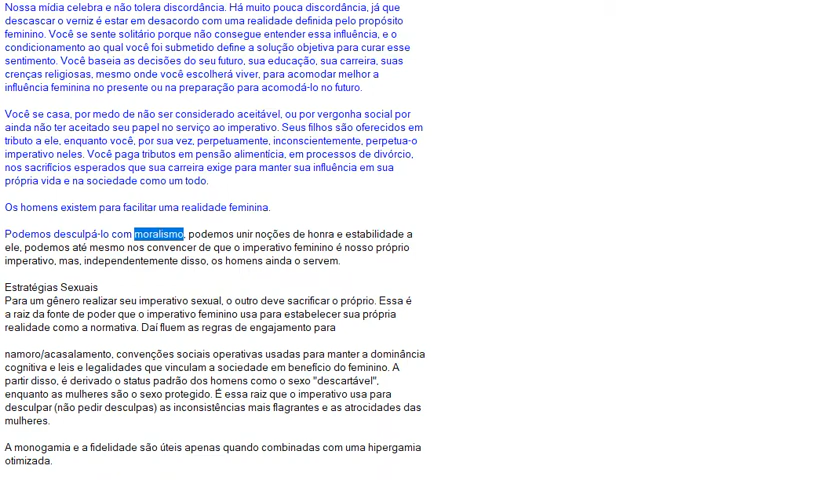 Nossa mídia celebra e não tolera discordância. Há muito pouca discordância, já que
descascar o verniz é estar em desacordo com uma realidade definida pelo propósito
feminino. Você se sente solitário porque não consegue entender essa influência, e o
condicionamento ao qual você foi submetido define a solução objetiva para curar esse
sentimento. Você baseia as decisões do seu futuro, sua educação, sua carreira, suas
crenças religiosas, mesmo onde você escolherá viver, para acomodar melhor a
influência feminina no presente ou na preparação para acomodá-lo no futuro.
Você se casa, por medo de não ser considerado aceitável, ou por vergonha social por
ainda não ter aceitado seu papel no serviço ao imperativo. Seus filhos são oferecidos em
tributo a ele, enquanto você, por sua vez, perpetuamente, inconscientemente, perpetua-o
imperativo neles. Você paga tributos em pensão alimentícia, em processos de divórcio,
nos sacrifícios esperados que sua carreira exige para manter sua influência em sua
própria vida e na sociedade como um todo.
Os homens existem para facilitar uma realidade feminina.
Podemos desculpá-lo com moralismo, podemos unir noções de honra e estabilidade a
ele, podemos até mesmo nos convencer de que o imperativo feminino é nosso próprio
imperativo, mas, independentemente disso, os homens ainda o servem.
Estratégias Sexuais
Para um gênero realizar seu imperativo sexual, o outro deve sacrificar o próprio. Essa é
a raiz da fonte de poder que o imperativo feminino usa para estabelecer sua própria
realidade como a normativa. Daí fluem as regras de engajamento para
namoro/acasalamento, convenções sociais operativas usadas para manter a dominância
cognitiva e leis e legalidades que vinculam a sociedade em benefício do feminino. A
partir disso, é derivado o status padrão dos homens como o sexo "descartável",
enquanto as mulheres são o sexo protegido. É essa raiz que o imperativo usa para
desculpar (não pedir desculpas) as inconsistências mais flagrantes e as atrocidades das
mulheres.
A monogamia e a fidelidade são úteis apenas quando combinadas com uma hipergamia
otimizada.